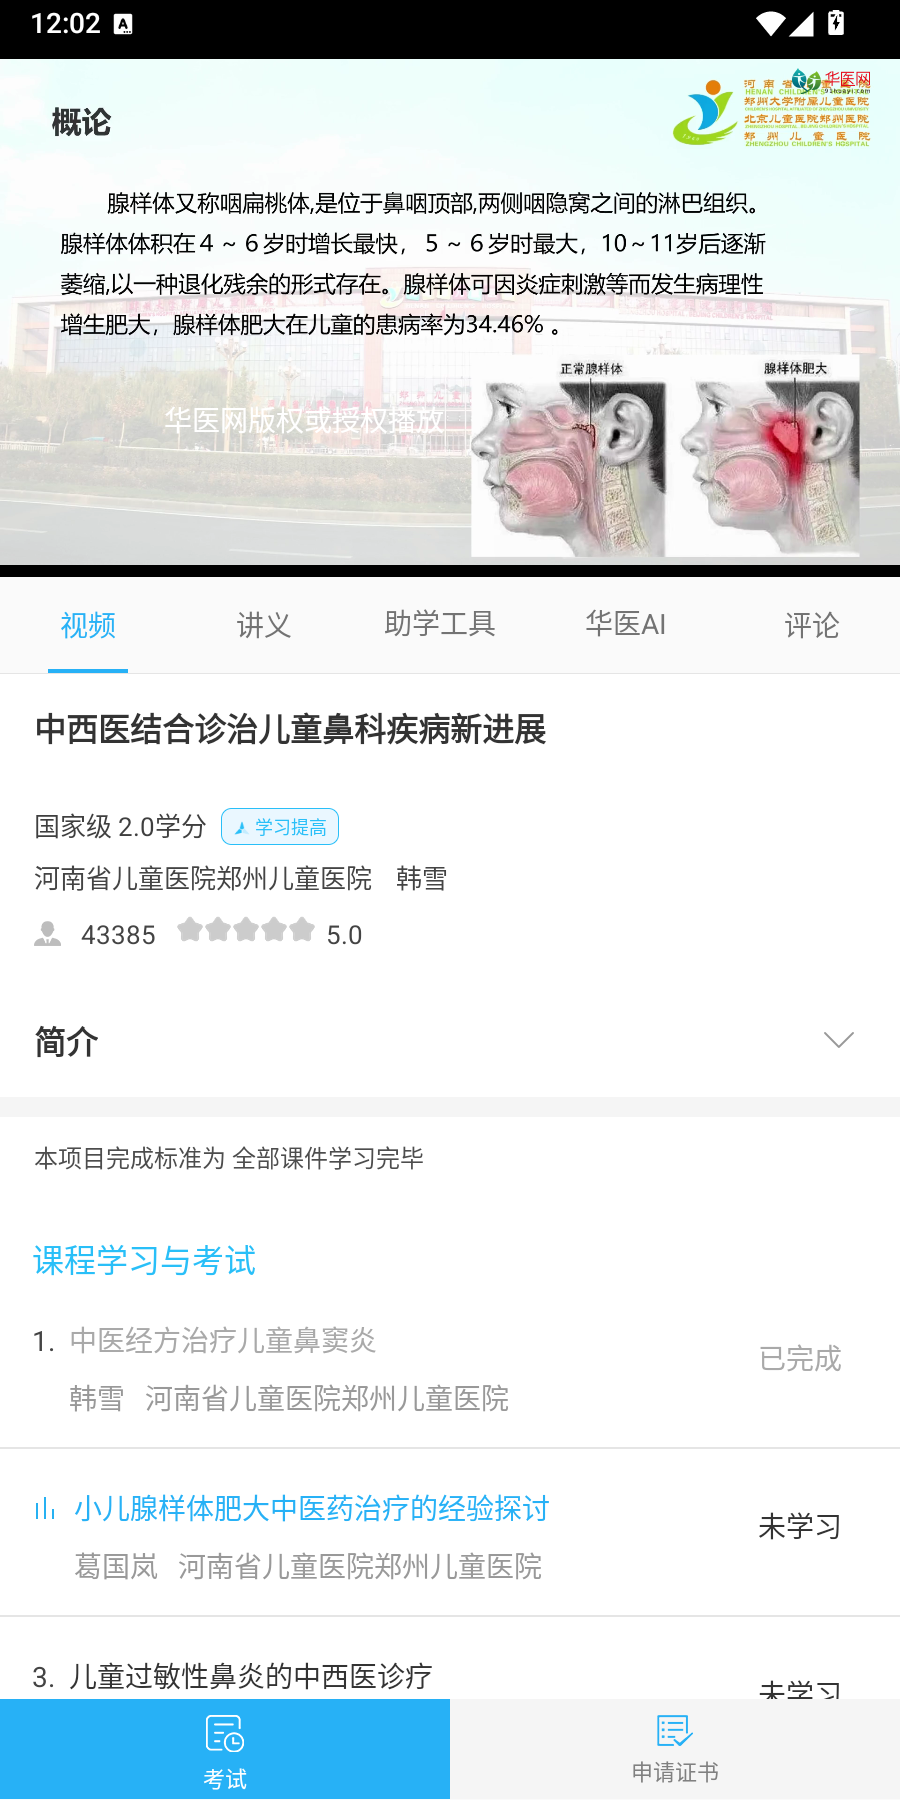 12:02
概论
华医网
河南省儿童医院
HENAN CHILDREN'S HOSPITAL
郑州大学附属儿童医院
北京儿童医院郑州医院
郑州儿童医院
ZHENGZHOU CHILDREN'S HOSPITAL
腺样体又称咽扁桃体,是位于鼻咽顶部,两侧咽隐窝之间的淋巴组织。
腺样体体积在４～６岁时增长最快，５～６岁时最大，10～11岁后逐渐
萎缩,以一种退化残余的形式存在。腺样体可因炎症刺激等而发生病理性
增生肥大，腺样体肥大在儿童的患病率为34.46% 。
正常腺样体 腺样体肥大
华医网版权或授权播放
视频 讲义 助学工具 华医AI 评论
中西医结合诊治儿童鼻科疾病新进展
国家级 2.0学分 学习提高
河南省儿童医院郑州儿童医院 韩雪
43385 5.0
简介
本项目完成标准为 全部课件学习完毕
课程学习与考试
1. 中医经方治疗儿童鼻窦炎
已完成
韩雪 河南省儿童医院郑州儿童医院
小儿腺样体肥大中医药治疗的经验探讨
未学习
葛国岚 河南省儿童医院郑州儿童医院
3. 儿童过敏性鼻炎的中西医诊疗
未学习
考试 申请证书